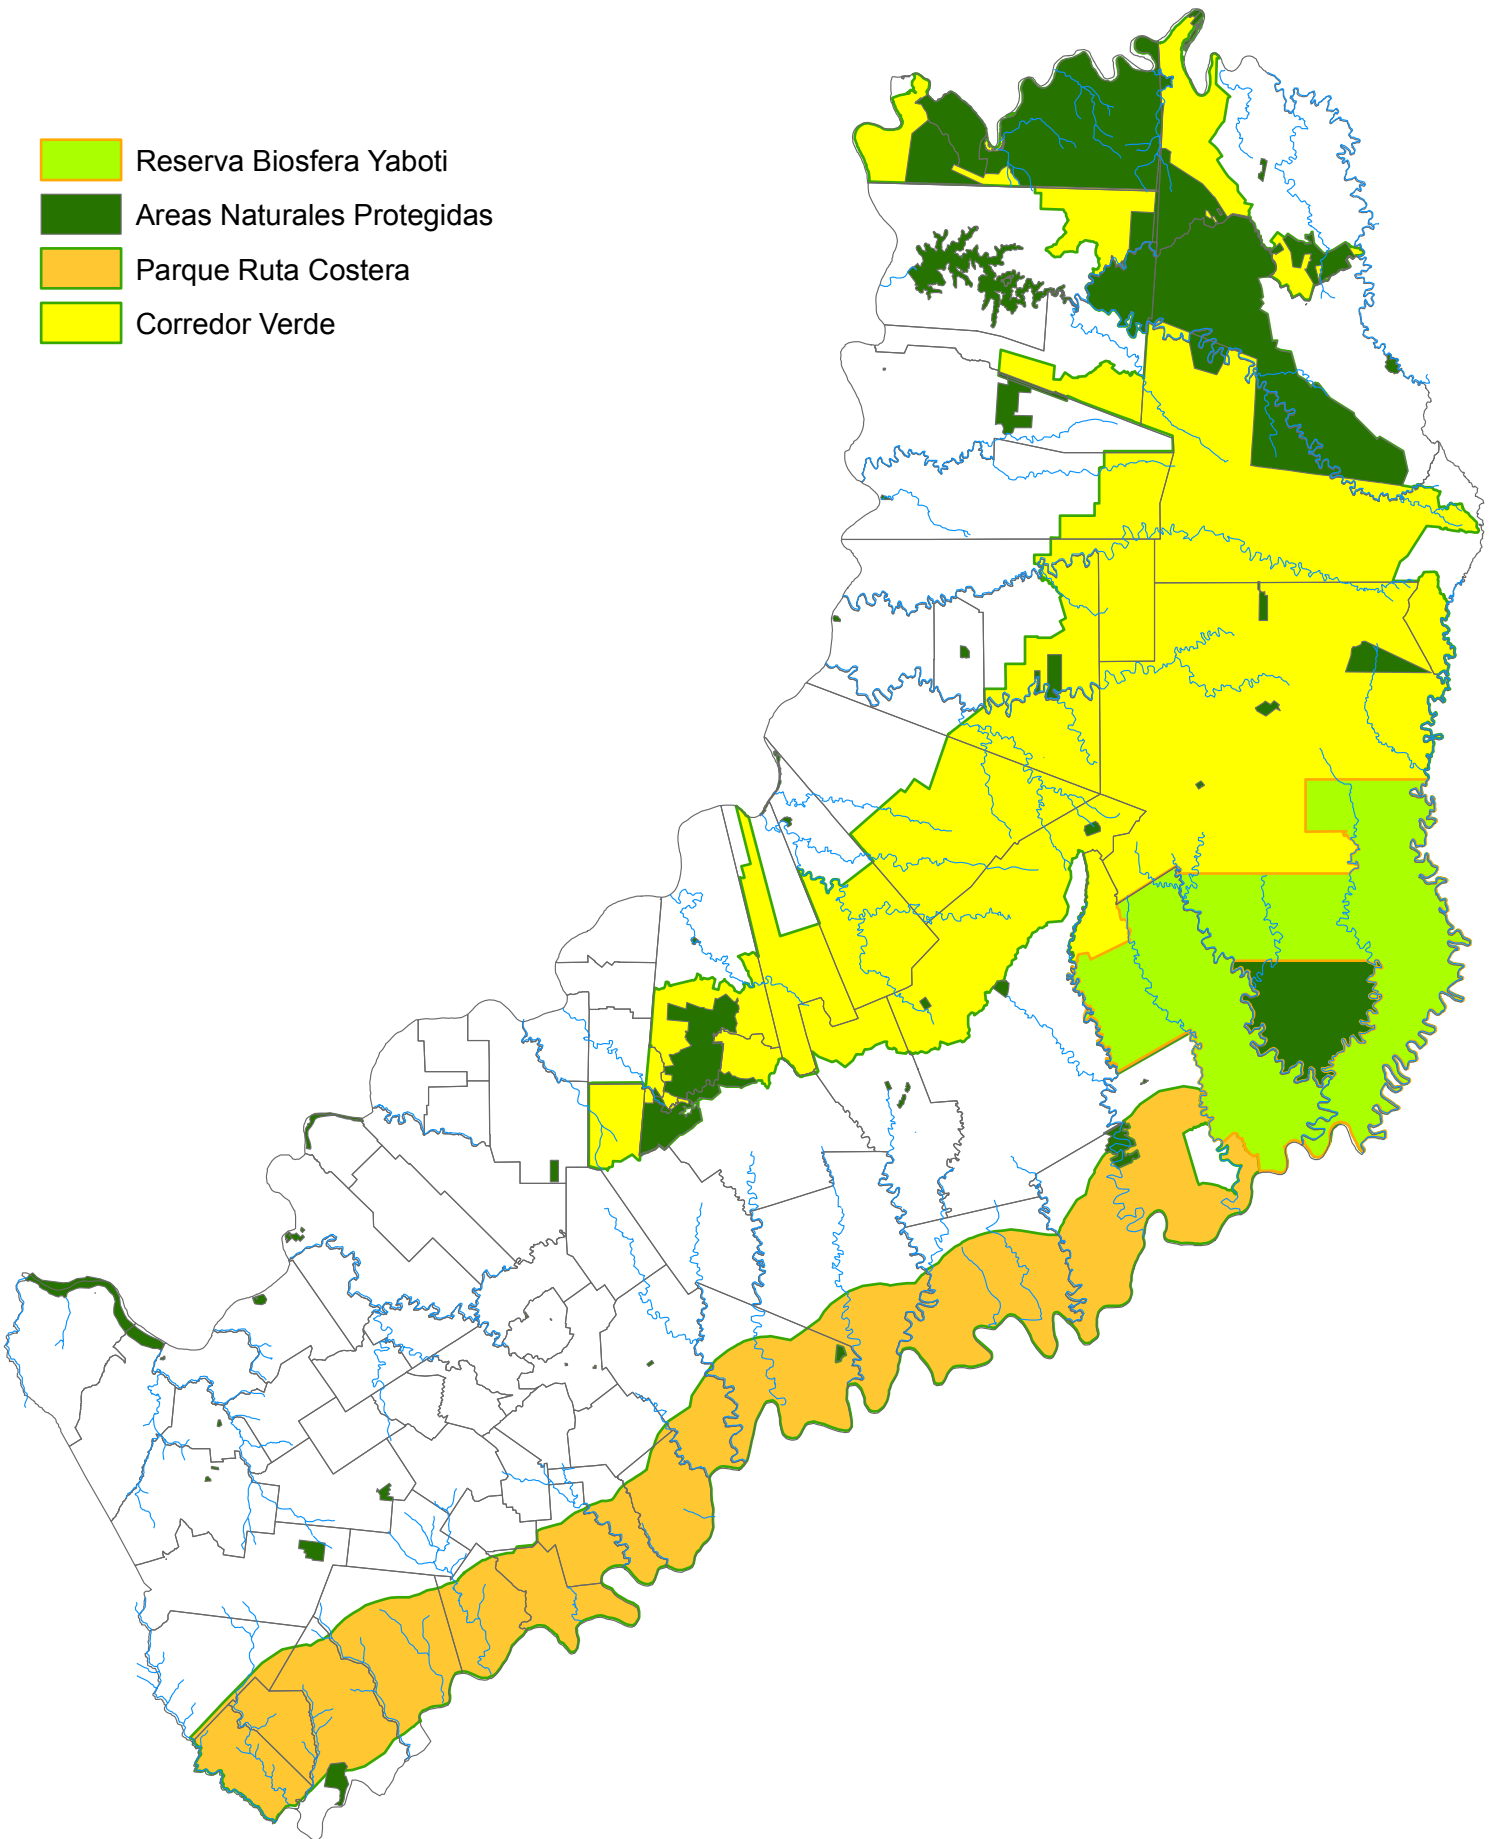 Reserva Biosfera Yaboti
Areas Naturales Protegidas
Parque Ruta Costera
Corredor Verde